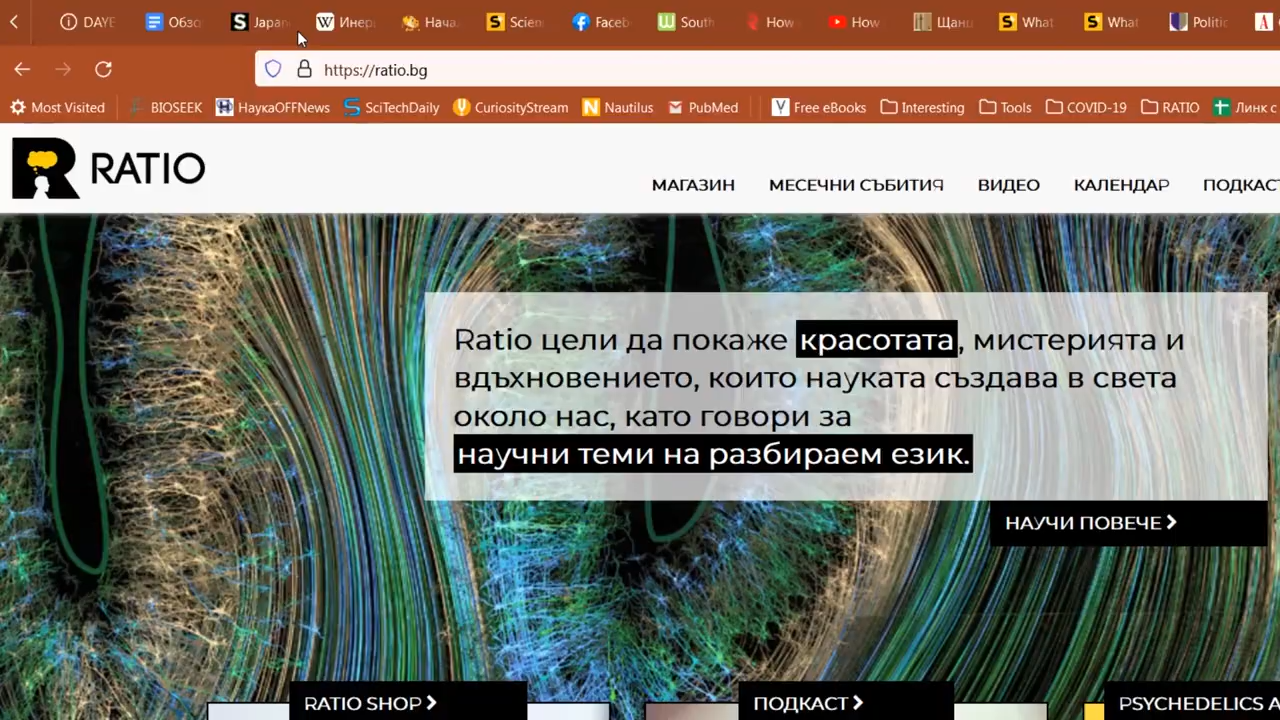 DAYE Обзо Japan Инер Нача Scien Faceb South How How Щани What What Politic
https://ratio.bg
Most Visited BIOSEEK НаукаOFFNews SciTechDaily CuriosityStream Nautilus PubMed Free eBooks Interesting Tools COVID-19 RATIO Линк с
RATIO
МАГАЗИН МЕСЕЧНИ СЪБИТИЯ ВИДЕО КАЛЕНДАР ПОДКАСТ
Ratio цели да покаже красотата, мистерията и
вдъхновението, които науката създава в света
около нас, като говори за
научни теми на разбираем език.
НАУЧИ ПОВЕЧЕ
RATIO SHOP ПОДКАСТ PSYCHEDELICS A